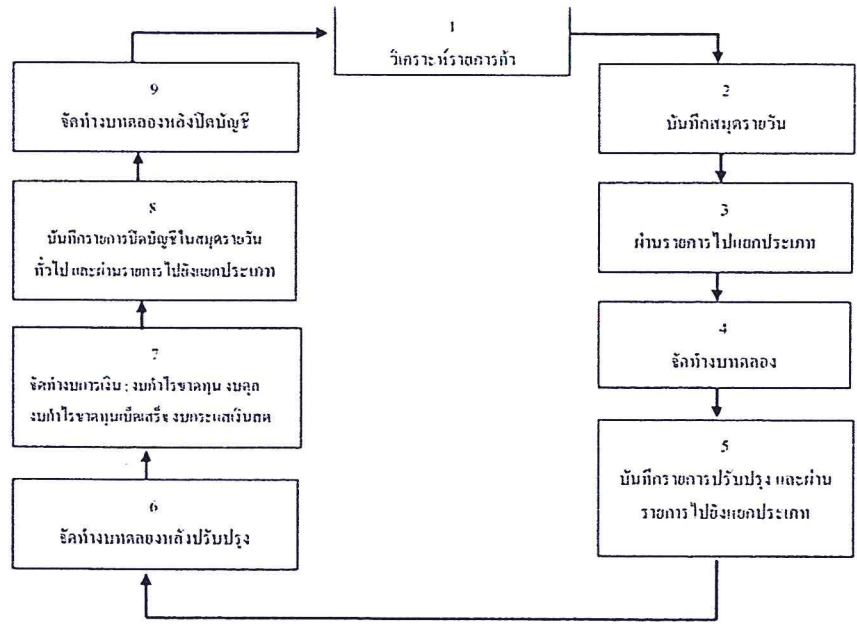 1
วิเคราะห์รายการค้า
2
บันทึกสมุดรายวัน
3
ผ่านรายการไปแยกประเภท
4
จัดทำงบทดลอง
5
บันทึกรายการปรับปรุง และผ่าน
รายการไปยังแยกประเภท
6
จัดทำงบทดลองหลังปรับปรุง
7
จัดทำงบการเงิน : งบกำไรขาดทุน งบดุล
งบกำไรขาดทุนเบ็ดเสร็จ งบกระแสเงินสด
8
บันทึกรายการปิดบัญชีในสมุดรายวัน
ทั่วไป และผ่านรายการไปยังแยกประเภท
9
จัดทำงบทดลองหลังปิดบัญชี